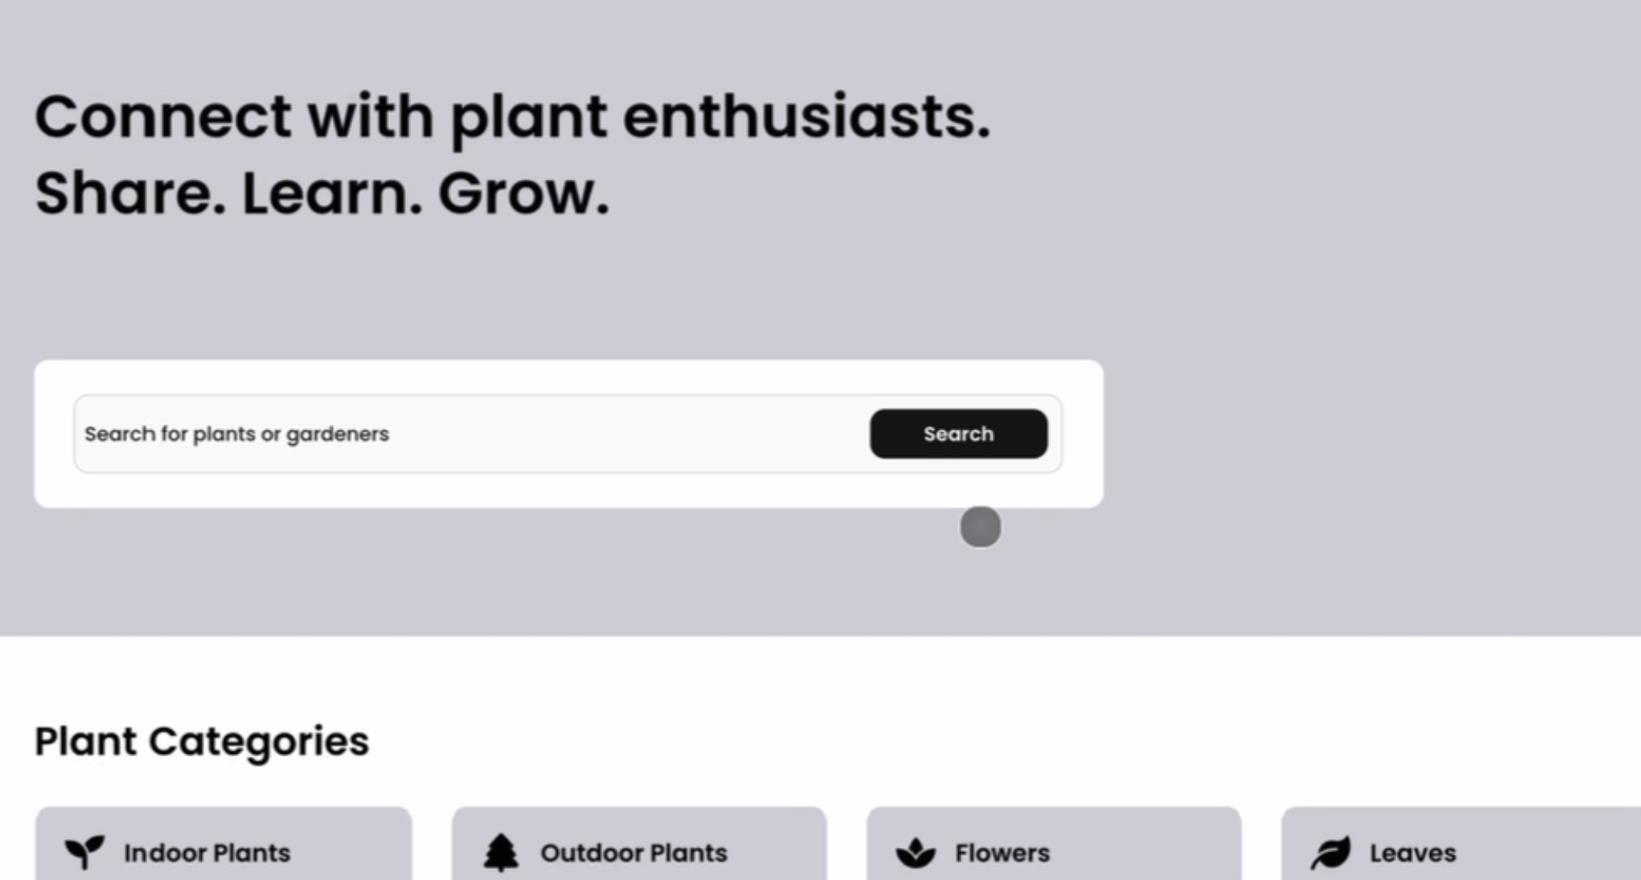 Connect with plant enthusiasts.
Share. Learn. Grow.
Search for plants or gardeners
Search
Plant Categories
Indoor Plants
Outdoor Plants
Flowers
Leaves